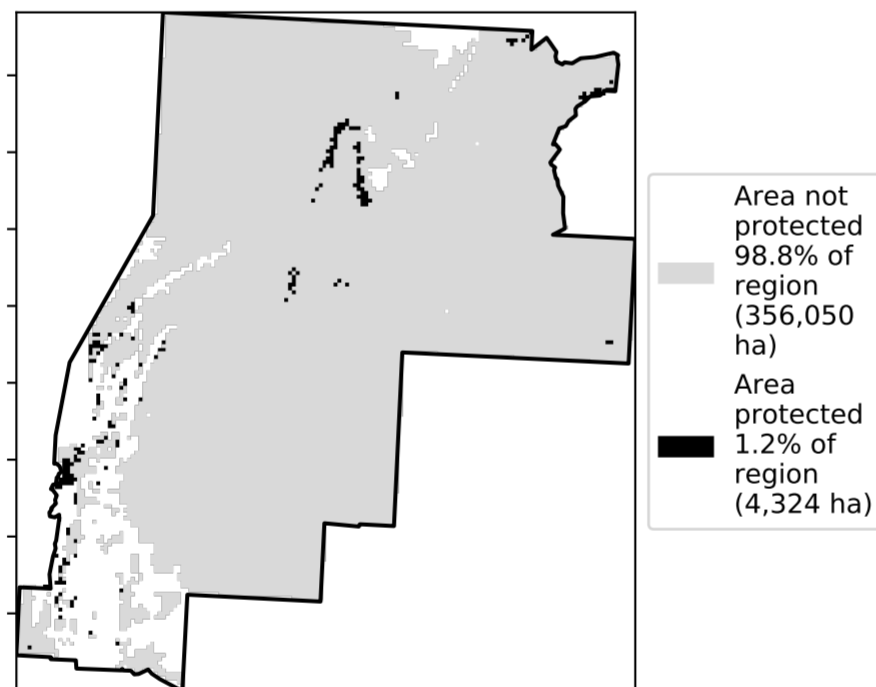 Area not
protected
98.8% of
region
(356,050
ha)
Area
protected
1.2% of
region
(4,324 ha)